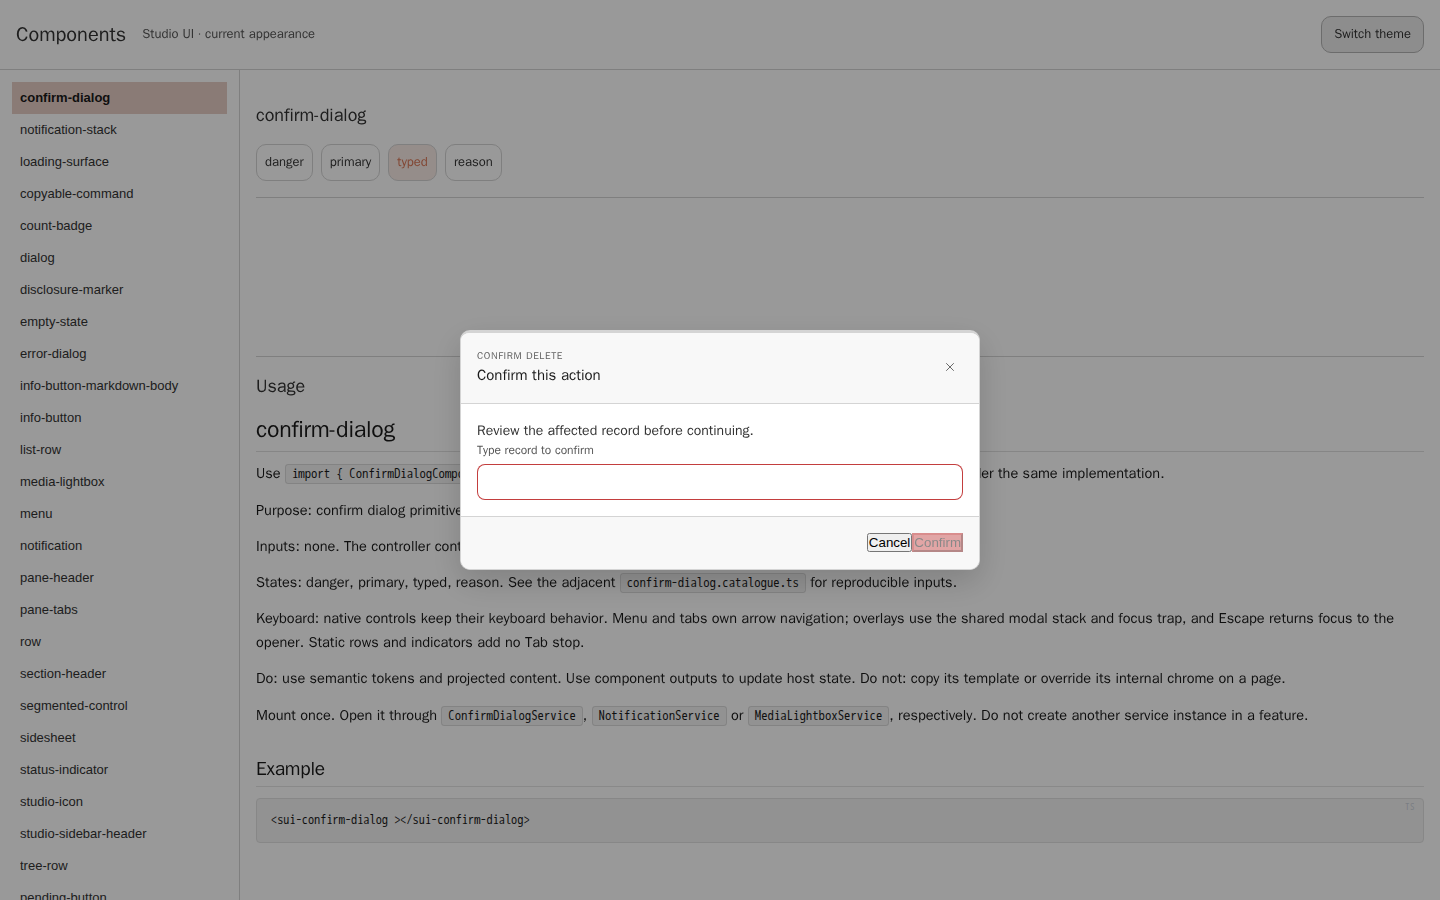 Components
Studio UI · current appearance
Switch theme
confirm-dialog
notification-stack
loading-surface
copyable-command
count-badge
dialog
disclosure-marker
empty-state
error-dialog
info-button-markdown-body
info-button
list-row
media-lightbox
menu
notification
pane-header
pane-tabs
row
section-header
segmented-control
sidesheet
status-indicator
studio-icon
studio-sidebar-header
tree-row
pending-button
confirm-dialog
danger
primary
typed
reason
Usage
confirm-dialog
Use import { ConfirmDialogCompo
er the same implementation.
Purpose: confirm dialog primitive
Inputs: none. The controller cont
States: danger, primary, typed, reason. See the adjacent confirm-dialog.catalogue.ts for reproducible inputs.
Keyboard: native controls keep their keyboard behavior. Menu and tabs own arrow navigation; overlays use the shared modal stack and focus trap, and Escape returns focus to the
opener. Static rows and indicators add no Tab stop.
Do: use semantic tokens and projected content. Use component outputs to update host state. Do not: copy its template or override its internal chrome on a page.
Mount once. Open it through ConfirmDialogService, NotificationService or MediaLightboxService, respectively. Do not create another service instance in a feature.
Example
TS
<sui-confirm-dialog ></sui-confirm-dialog>
CONFIRM DELETE
Confirm this action
Review the affected record before continuing.
Type record to confirm
Cancel
Confirm